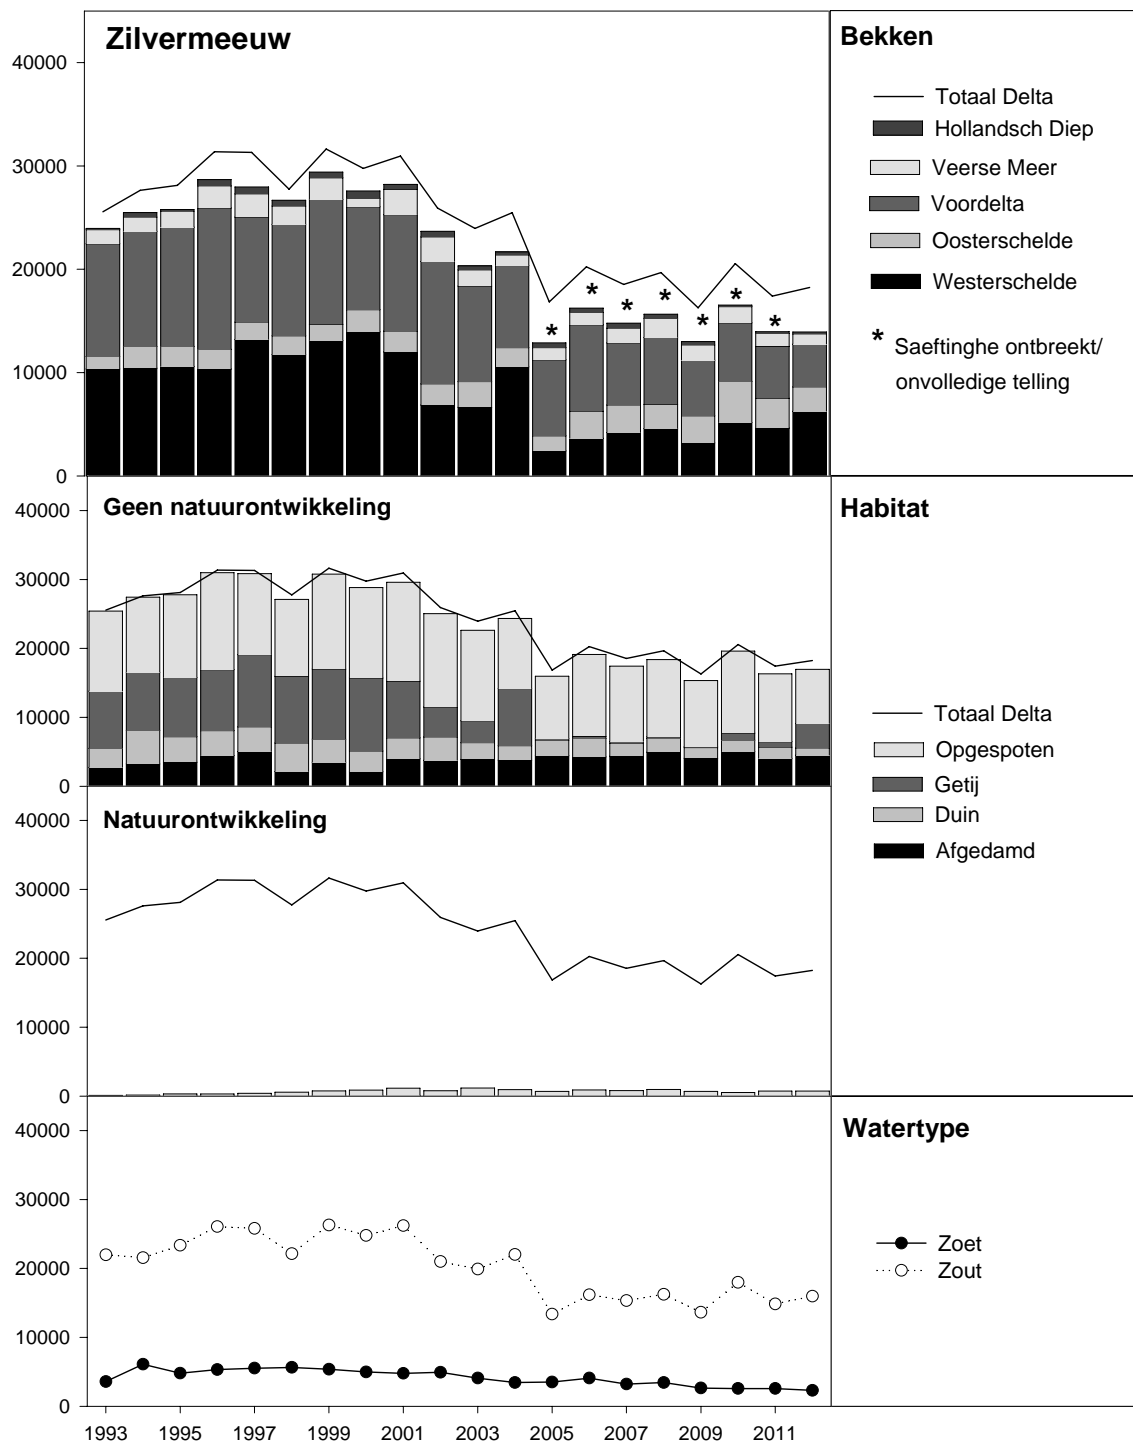 Zilvermeeuw
40000
30000
20000
10000
0
*
*
*
*
*
*
*
Bekken
Totaal Delta
Hollandsch Diep
Veerse Meer
Voordelta
Oosterschelde
Westerschelde
* Saeftinghe ontbreekt/
onvolledige telling
Geen natuurontwikkeling
40000
30000
20000
10000
0
Habitat
Totaal Delta
Opgespoten
Getij
Duin
Afgedamd
Natuurontwikkeling
40000
30000
20000
10000
0
Watertype
40000
30000
20000
10000
0
Zoet
Zout
1993 1995 1997 1999 2001 2003 2005 2007 2009 2011